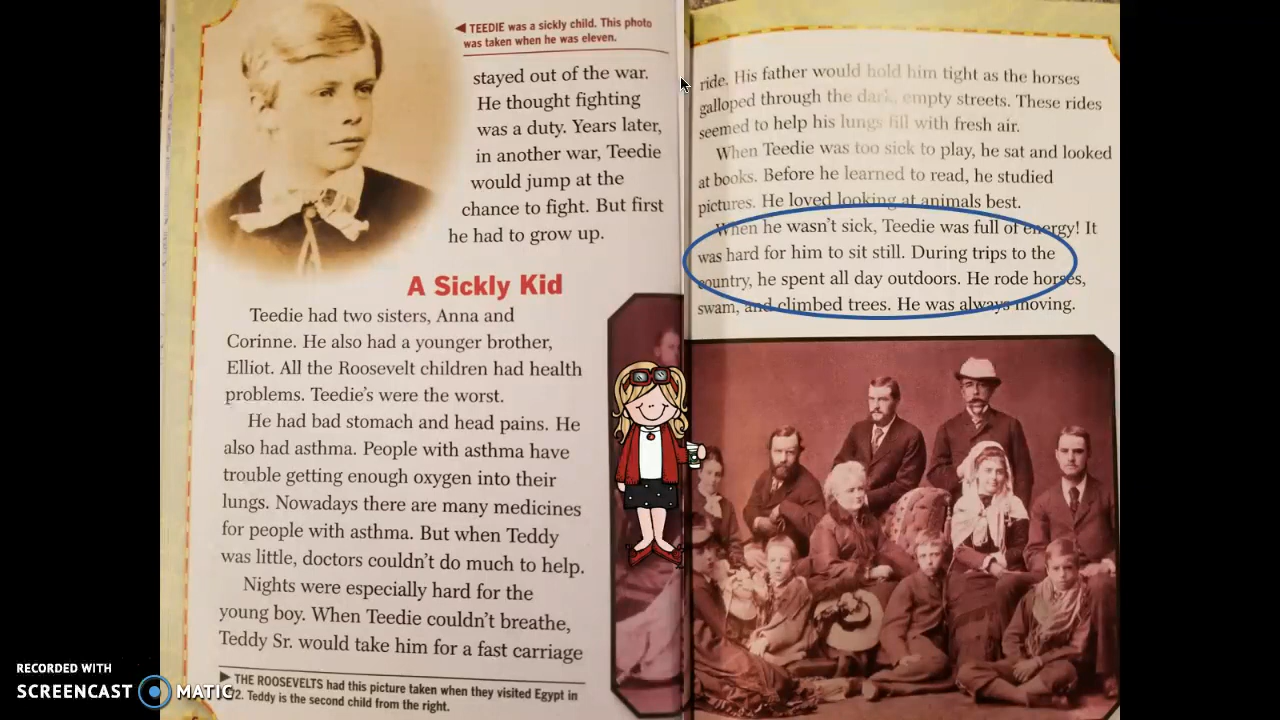 ◀ TEEDIE was a sickly child. This photo
was taken when he was eleven.
stayed out of the war.
He thought fighting
was a duty. Years later,
in another war, Teedie
would jump at the
chance to fight. But first
he had to grow up.
A Sickly Kid
Teedie had two sisters, Anna and
Corinne. He also had a younger brother,
Elliot. All the Roosevelt children had health
problems. Teedie's were the worst.
He had bad stomach and head pains. He
also had asthma. People with asthma have
trouble getting enough oxygen into their
lungs. Nowadays there are many medicines
for people with asthma. But when Teddy
was little, doctors couldn't do much to help.
Nights were especially hard for the
young boy. When Teedie couldn't breathe,
Teddy Sr. would take him for a fast carriage
▶ THE ROOSEVELTS had this picture taken when they visited Egypt in
72. Teddy is the second child from the right.
ride. His father would hold him tight as the horses
galloped through the dark, empty streets. These rides
seemed to help his lungs fill with fresh air.
When Teedie was too sick to play, he sat and looked
at books. Before he learned to read, he studied
pictures. He loved looking at animals best.
When he wasn't sick, Teedie was full of energy! It
was hard for him to sit still. During trips to the
country, he spent all day outdoors. He rode horses,
swam, and climbed trees. He was always moving.
RECORDED WITH
SCREENCAST MATIC